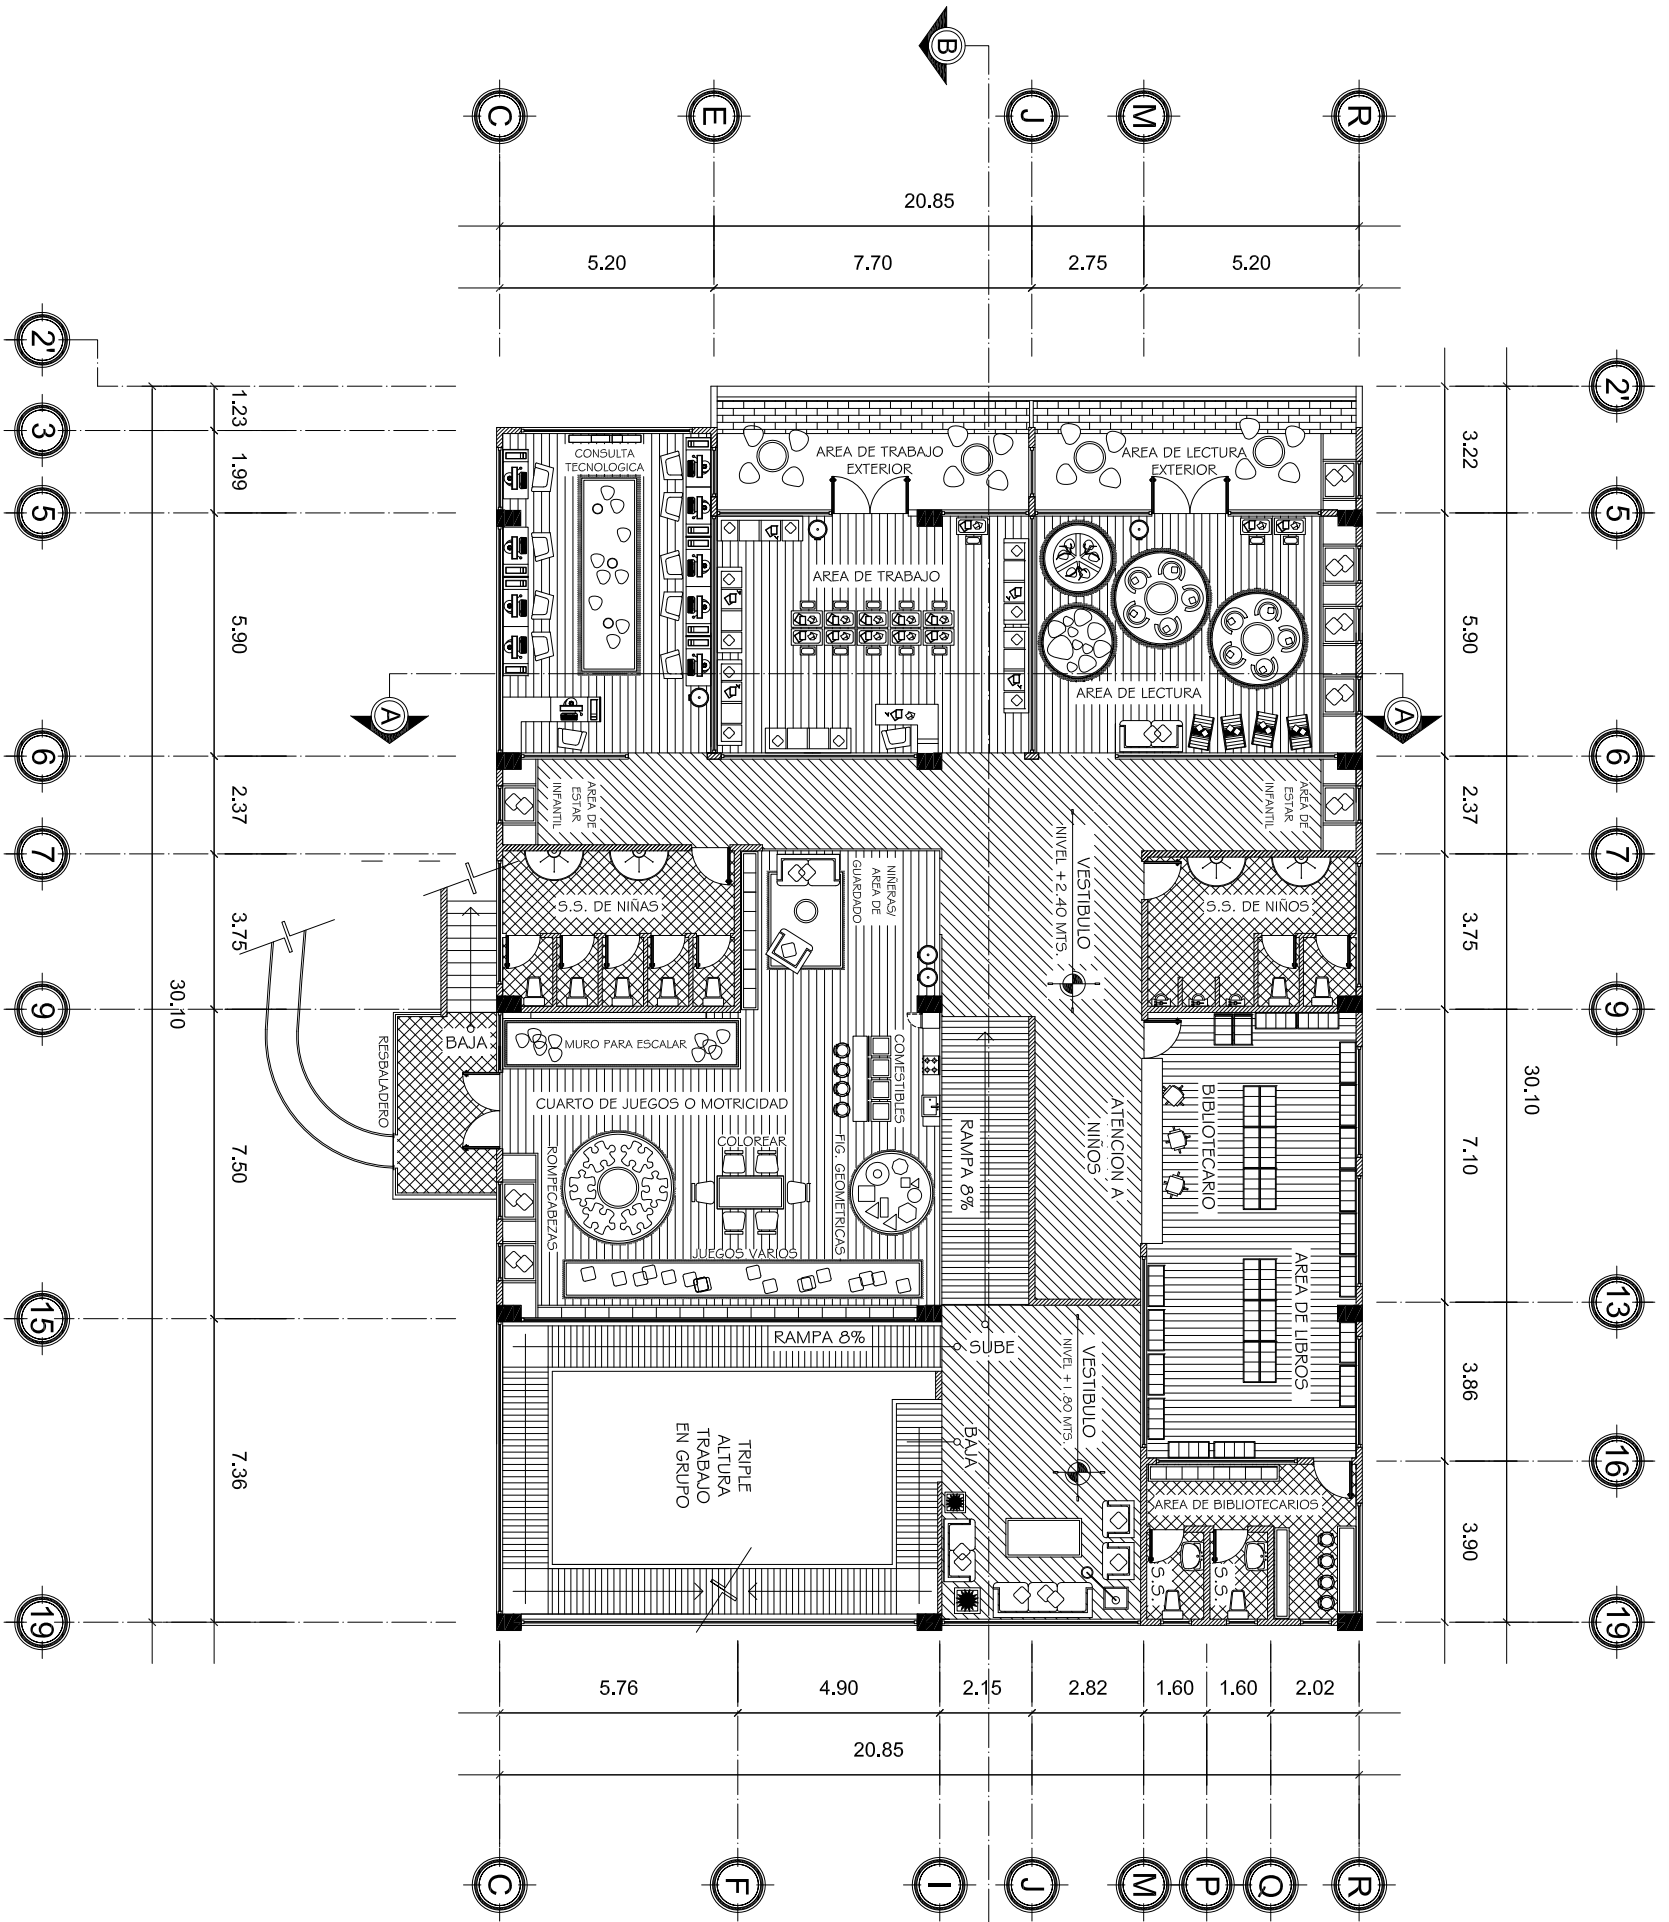 B
C
E
J
M
R
20.85
5.20
7.70
2.75
5.20
2'
3
5
6
7
9
15
19
1.23
1.99
5.90
2.37
3.75
7.50
7.36
30.10
2'
5
6
7
9
13
16
19
3.22
5.90
2.37
3.75
7.10
3.86
3.90
30.10
A
A
CONSULTA
TECNOLOGICA
AREA DE TRABAJO
EXTERIOR
AREA DE LECTURA
EXTERIOR
AREA DE TRABAJO
AREA DE LECTURA
AREA DE
ESTAR
INFANTIL
AREA DE
ESTAR
INFANTIL
VESTIBULO
NIVEL +2.40 MTS.
S.S. DE NIÑAS
NIÑERAS/
AREA DE
GUARDADO
S.S. DE NIÑOS
BAJA
RESBALADERO
MURO PARA ESCALAR
CUARTO DE JUEGOS O MOTRICIDAD
COMESTIBLES
COLOREAR
ROMPECABEZAS
FIG. GEOMETRICAS
JUEGOS VARIOS
RAMPA 8%
ATENCION A
NIÑOS
BIBLIOTECARIO
AREA DE LIBROS
RAMPA 8%
SUBE
VESTIBULO
NIVEL +1.80 MTS.
BAJA
TRIPLE
ALTURA
TRABAJO
EN GRUPO
AREA DE BIBLIOTECARIOS
S.S.
S.S.
5.76
4.90
2.15
2.82
1.60
1.60
2.02
20.85
C
F
I
J
M
P
Q
R